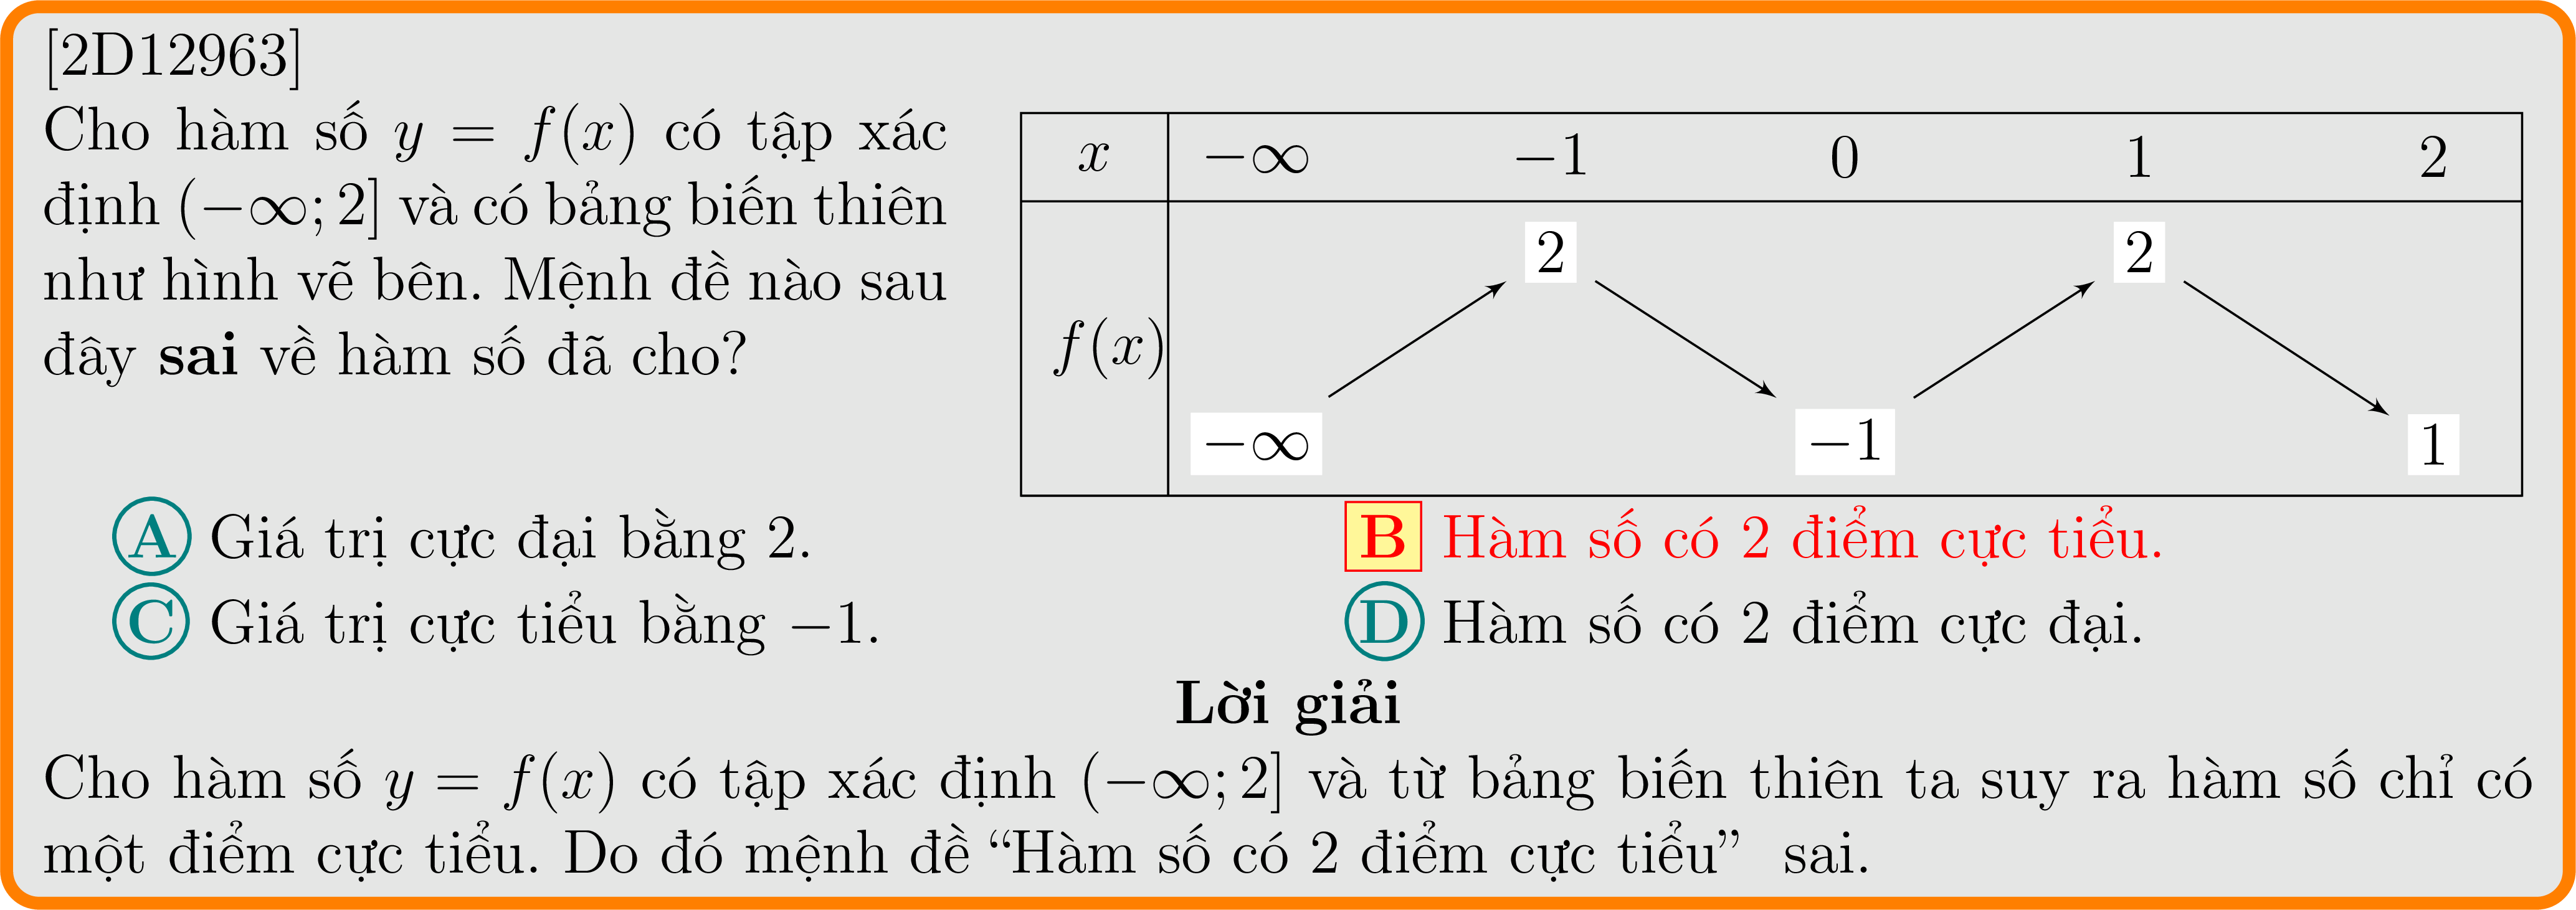 [2D12963]
Cho hàm số y = f(x) có tập xác
định (−∞; 2] và có bảng biến thiên
như hình vẽ bên. Mệnh đề nào sau
đây sai về hàm số đã cho?
x −∞ −1 0 1 2
f(x)
2 2
−∞ −1 1
A Giá trị cực đại bằng 2.
B Hàm số có 2 điểm cực tiểu.
C Giá trị cực tiểu bằng −1.
D Hàm số có 2 điểm cực đại.
Lời giải
Cho hàm số y = f(x) có tập xác định (−∞; 2] và từ bảng biến thiên ta suy ra hàm số chỉ có
một điểm cực tiểu. Do đó mệnh đề “Hàm số có 2 điểm cực tiểu” sai.